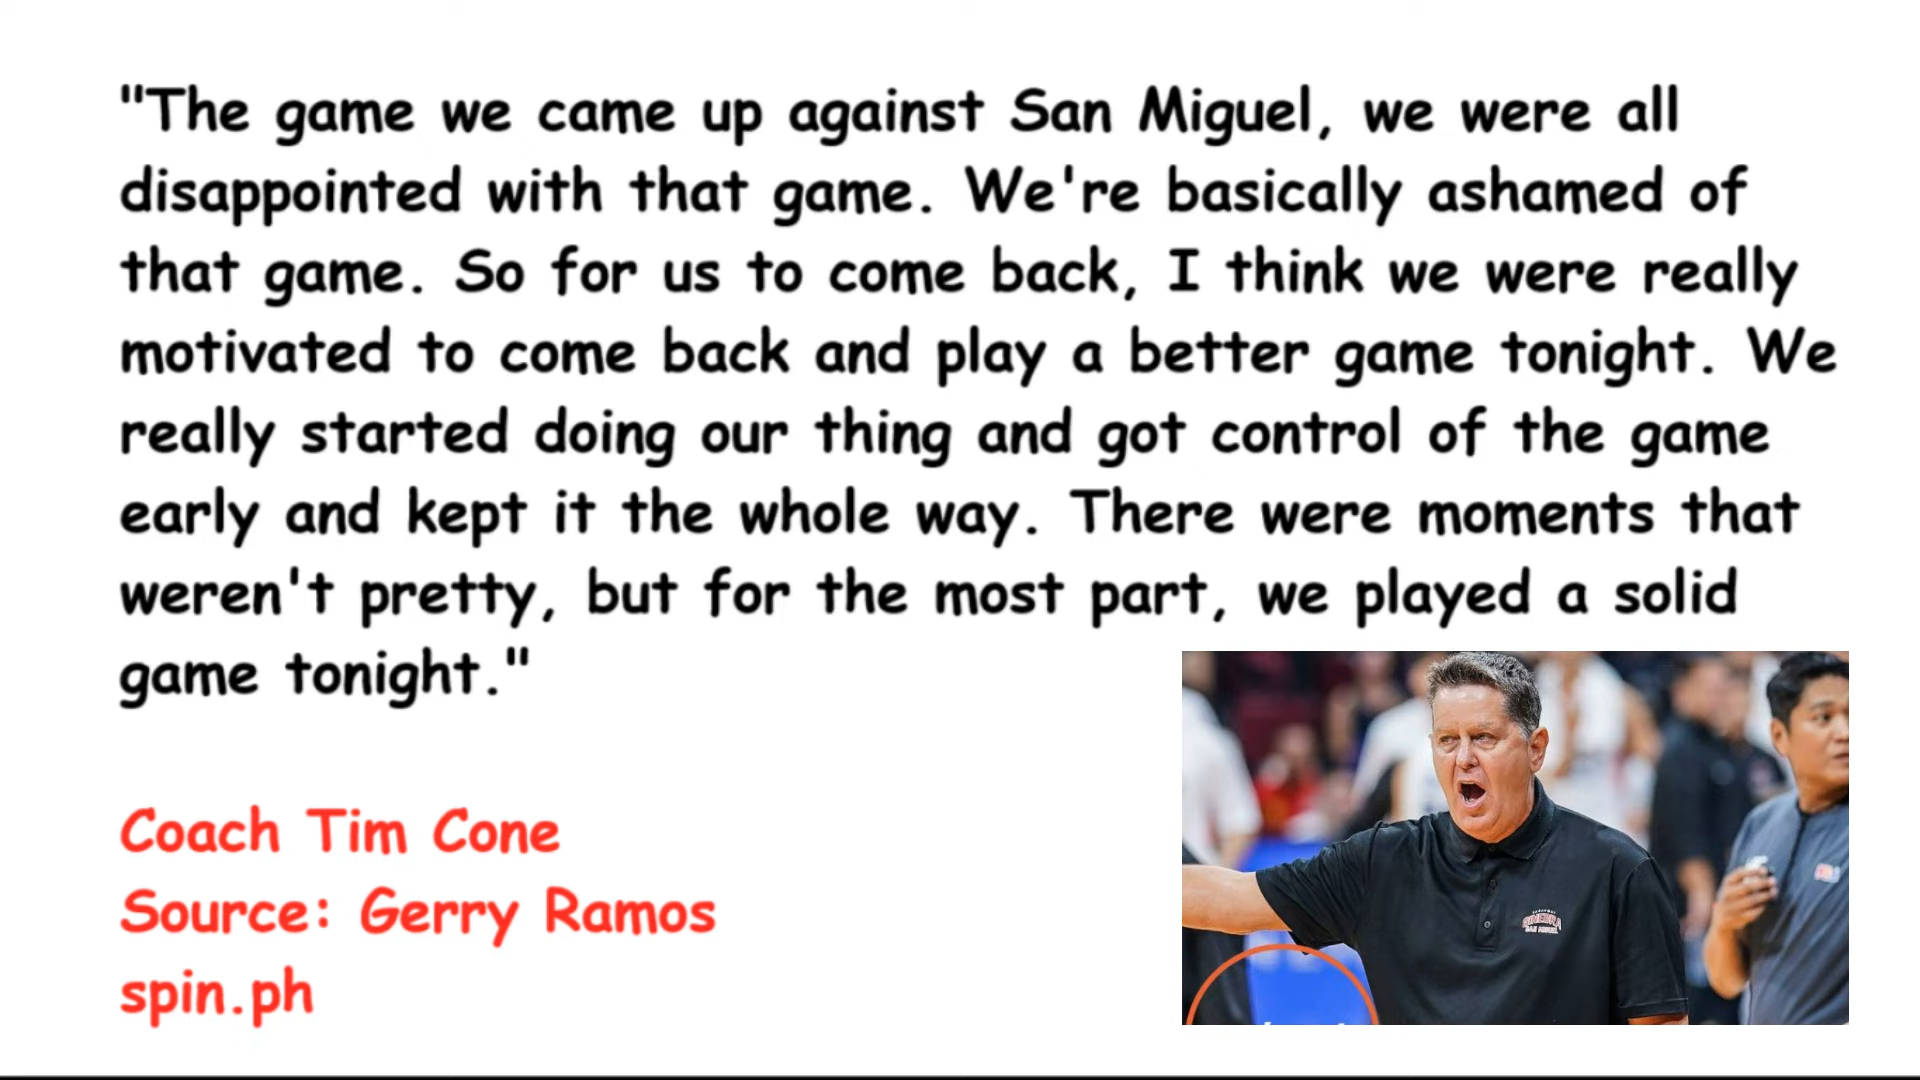 "The game we came up against San Miguel, we were all
disappointed with that game. We're basically ashamed of
that game. So for us to come back, I think we were really
motivated to come back and play a better game tonight. We
really started doing our thing and got control of the game
early and kept it the whole way. There were moments that
weren't pretty, but for the most part, we played a solid
game tonight."
Coach Tim Cone
Source: Gerry Ramos
spin.ph